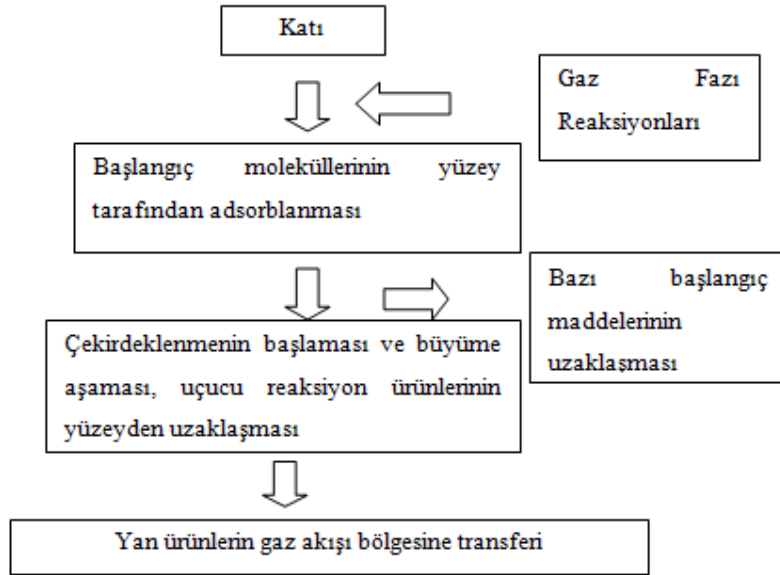 Katı
Gaz Fazı
Reaksiyonları
Başlangıç moleküllerinin yüzey
tarafından adsorblanması
Bazı başlangıç
maddelerinin
uzaklaşması
Çekirdeklenmenin başlaması ve büyüme
aşaması, uçucu reaksiyon ürünlerinin
yüzeyden uzaklaşması
Yan ürünlerin gaz akışı bölgesine transferi